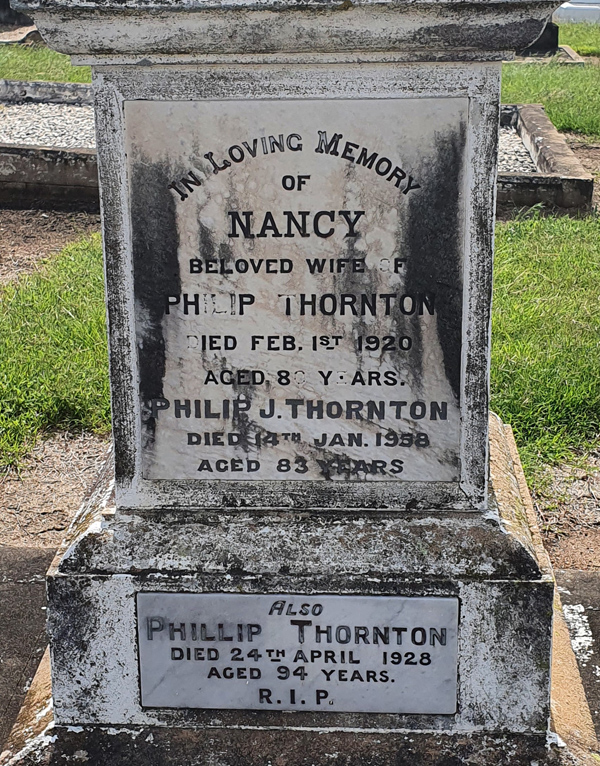 IN LOVING MEMORY
OF
NANCY
BELOVED WIFE OF
PHILIP THORNTON
DIED FEB. 1ST 1920
AGED YEARS.
PHILIP J. THORNTON
DIED 14TH JAN. 1958
AGED 83 YEARS
ALSO
PHILLIP THORNTON
DIED 24TH APRIL 1928
AGED 94 YEARS.
R.I.P.